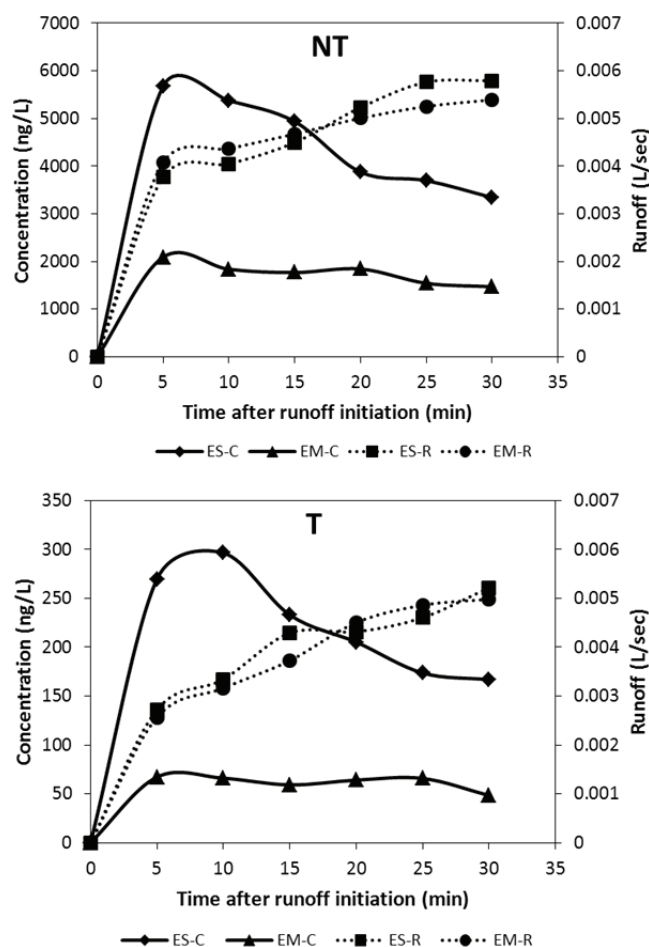 NT
Concentration (ng/L)
7000
6000
5000
4000
3000
2000
1000
0
0.007
0.006
0.005
0.004
0.003
0.002
0.001
0
Runoff (L/sec)
0 5 10 15 20 25 30 35
Time after runoff initiation (min)
ES-C EM-C ES-R EM-R
T
Concentration (ng/L)
350
300
250
200
150
100
50
0
0.007
0.006
0.005
0.004
0.003
0.002
0.001
0
Runoff (L/sec)
0 5 10 15 20 25 30 35
Time after runoff initiation (min)
ES-C EM-C ES-R EM-R